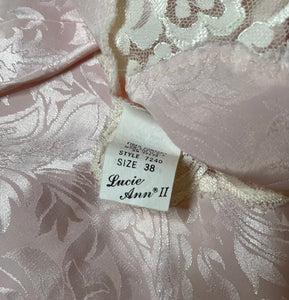 STYLE 7240
SIZE 38
Lucie
Ann® II